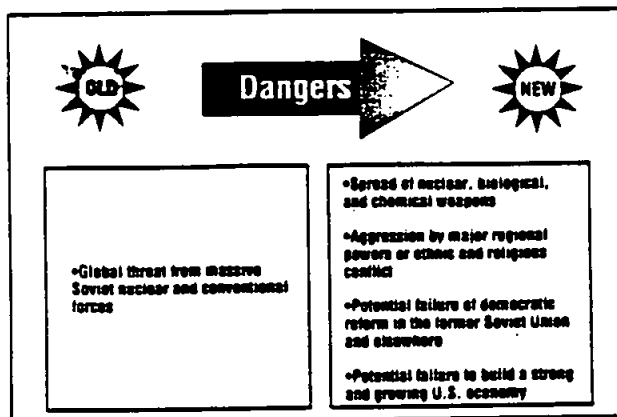 OLD
Dangers
NEW
•Global threat from massive
Soviet nuclear and conventional
forces
•Spread of nuclear, biological,
and chemical weapons
•Aggression by major regional
powers or ethnic and religious
conflict
•Potential failure of democratic
reform in the former Soviet Union
and elsewhere
•Potential failure to build a strong
and growing U.S. economy